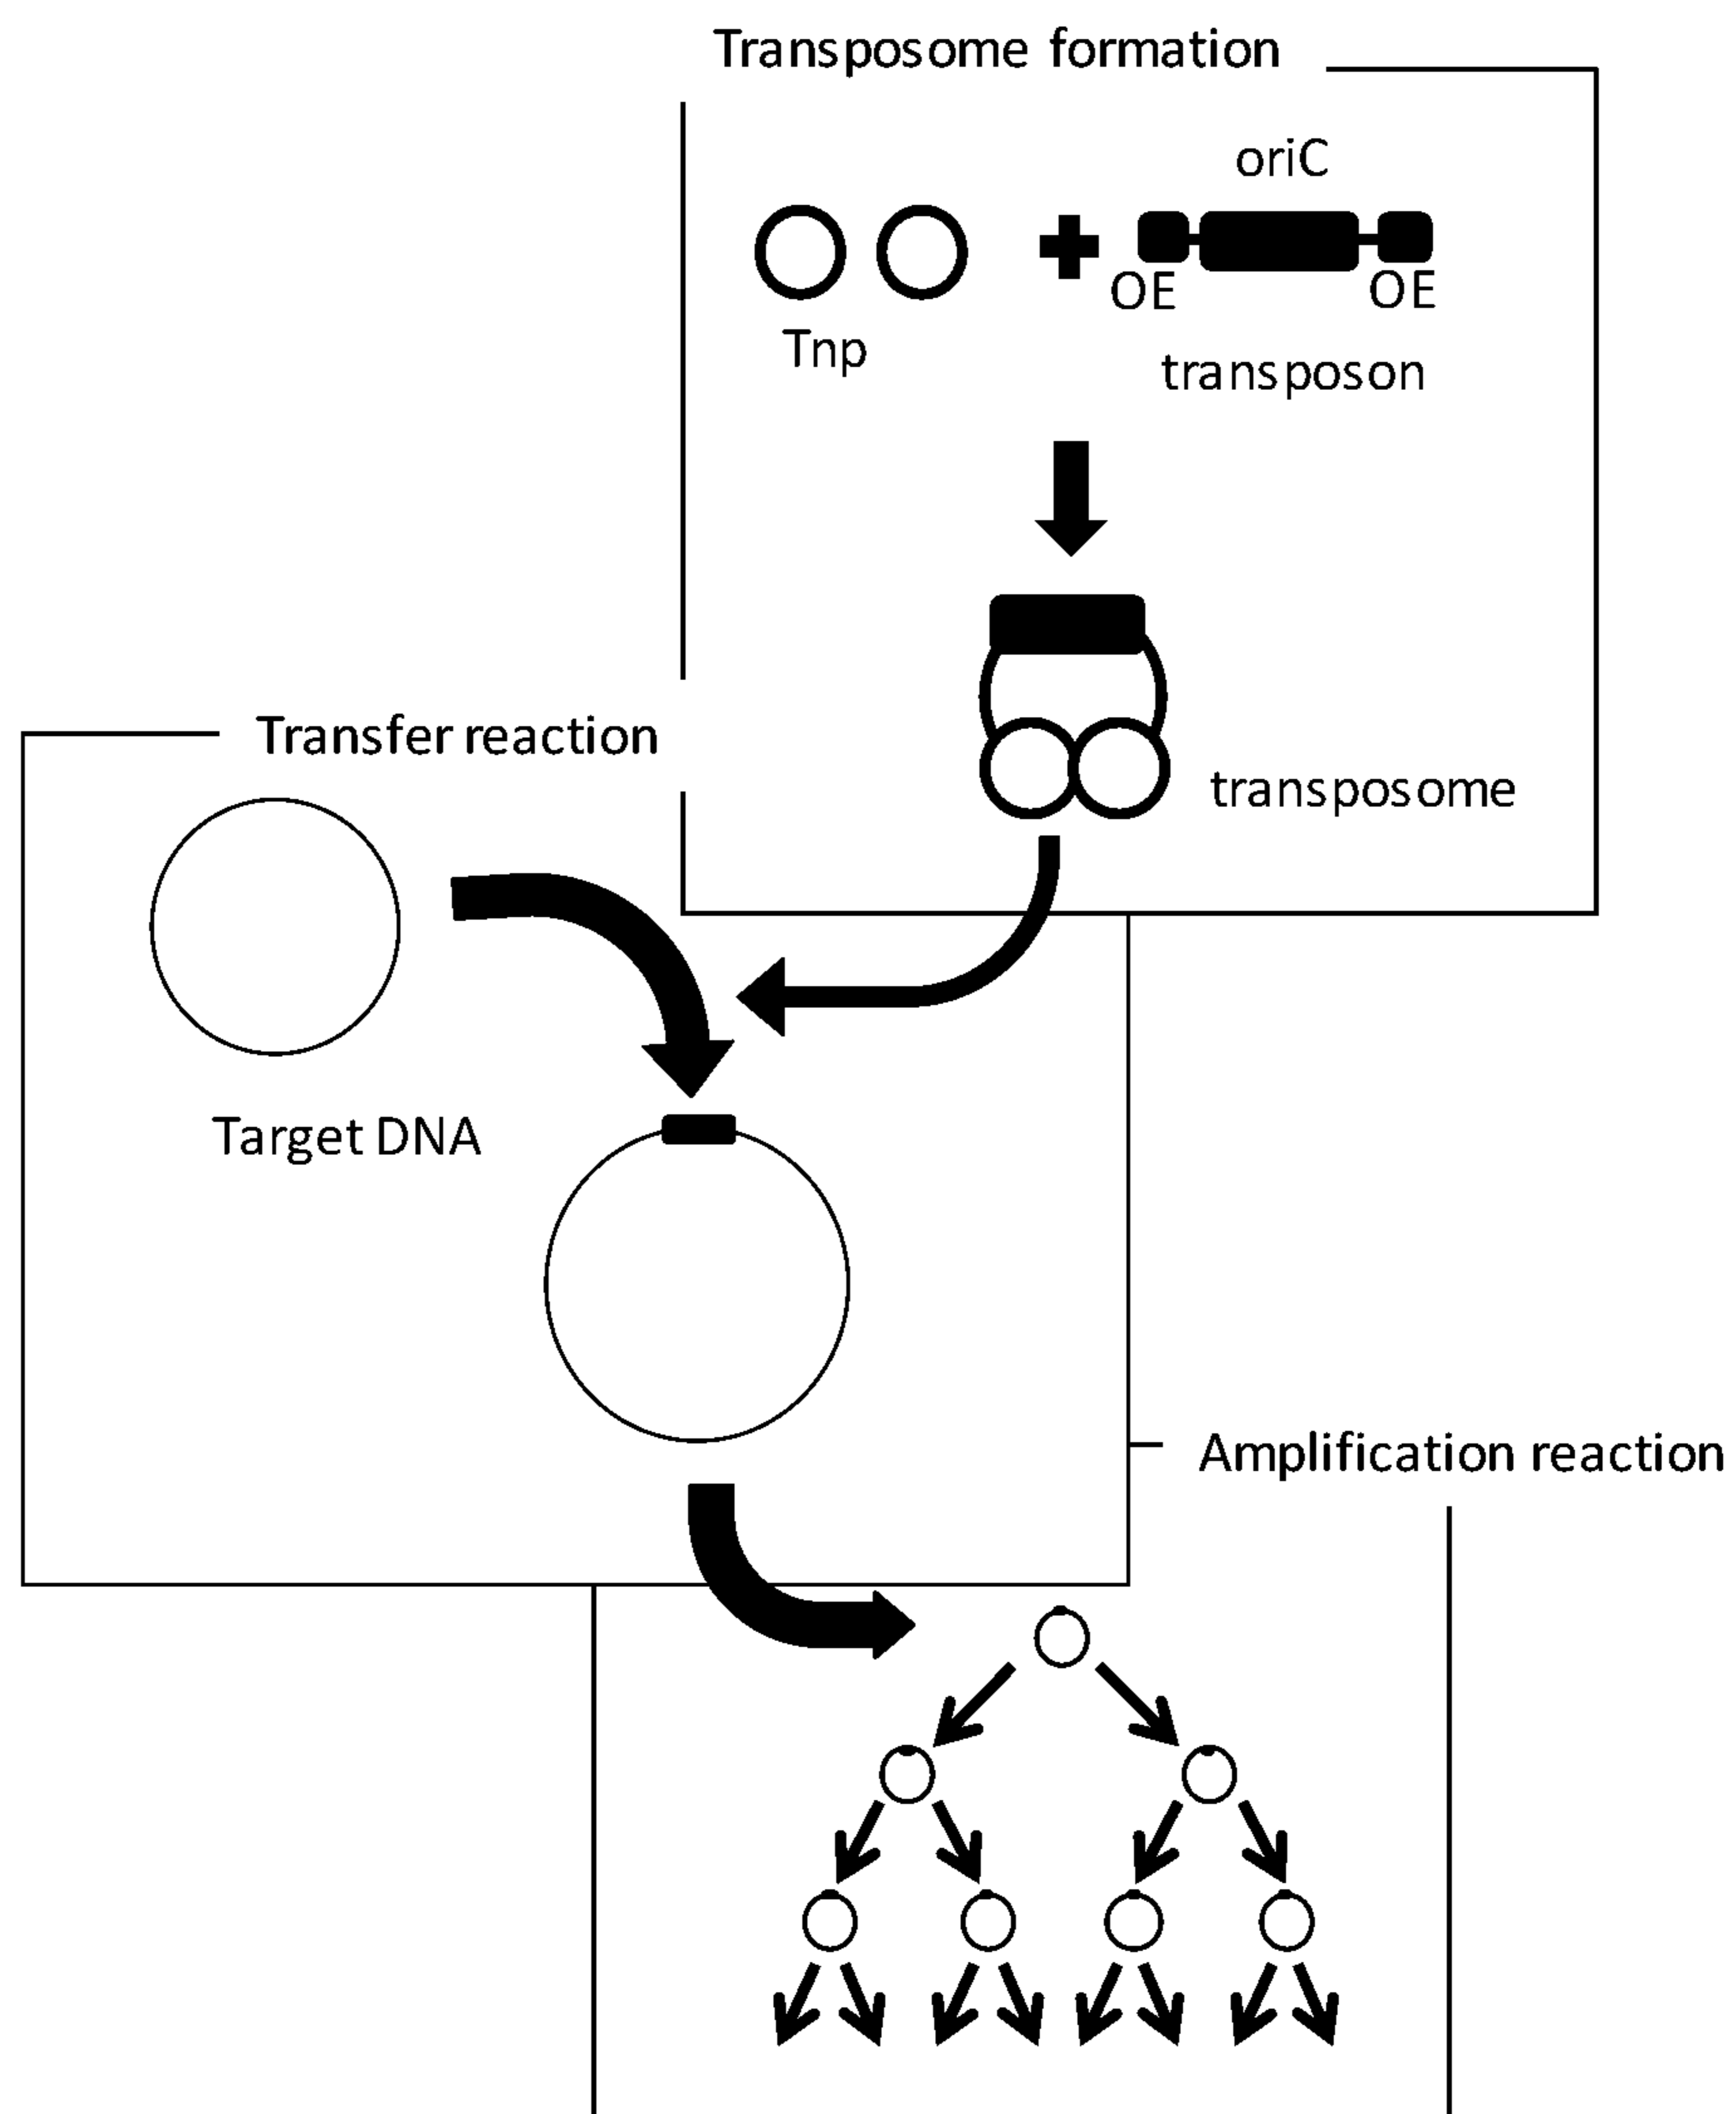 Transposome formation
oriC
OE
OE
Tnp
transposon
Transfer reaction
transposome
Target DNA
Amplification reaction